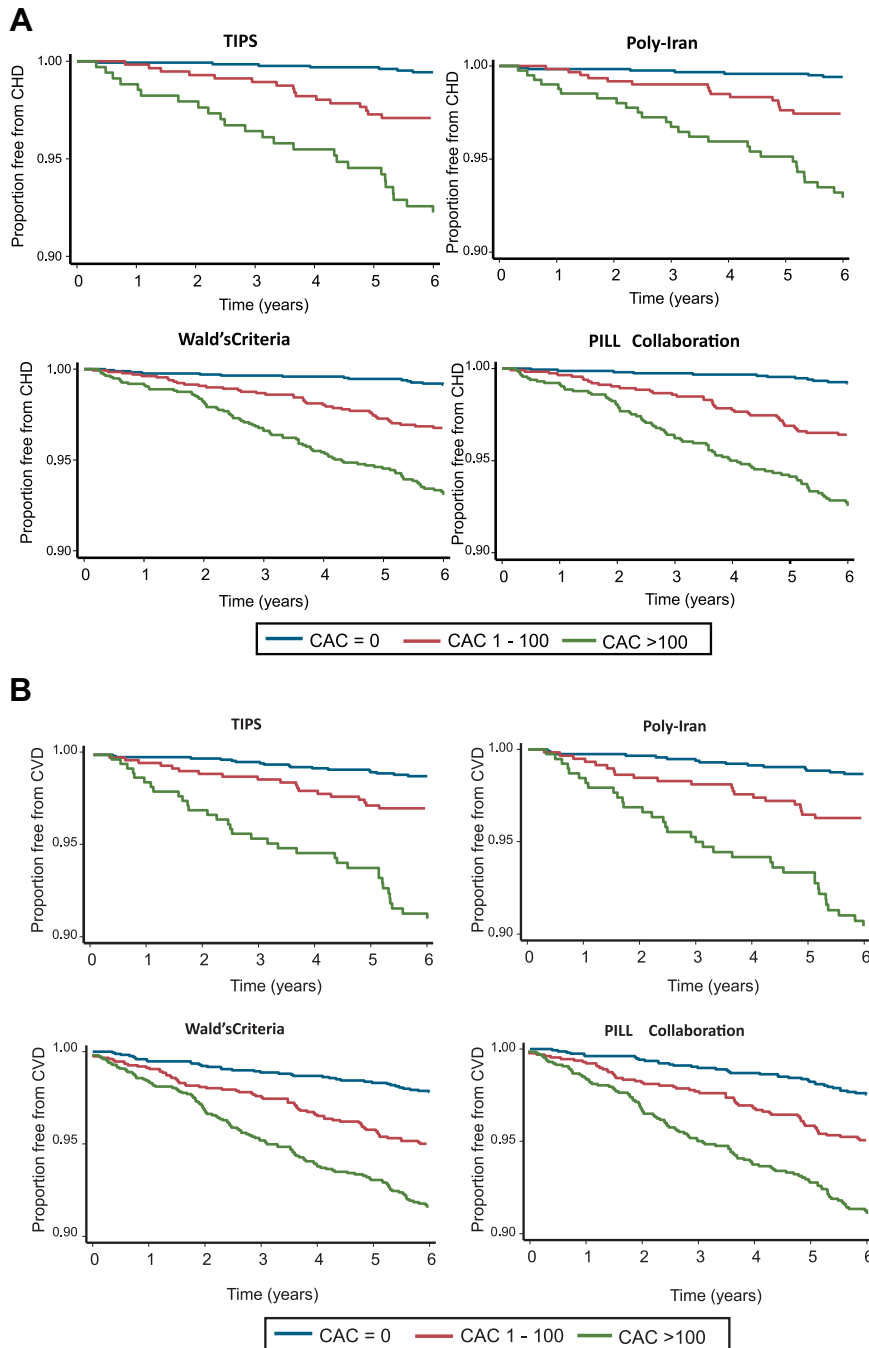 A
TIPS
Poly-Iran
Proportion free from CHD
1.00
0.95
0.90
0 1 2 3 4 5 6
Time (years)
Proportion free from CHD
1.00
0.95
0.90
0 1 2 3 4 5 6
Time (years)
Wald'sCriteria
PILL Collaboration
Proportion free from CHD
1.00
0.95
0.90
0 1 2 3 4 5 6
Time (years)
Proportion free from CHD
1.00
0.95
0.90
0 1 2 3 4 5 6
Time (years)
CAC = 0 CAC 1 - 100 CAC >100
B
TIPS
Poly-Iran
Proportion free from CVD
1.00
0.95
0.90
0 1 2 3 4 5 6
Time (years)
Proportion free from CVD
1.00
0.95
0.90
0 1 2 3 4 5 6
Time (years)
Wald'sCriteria
PILL Collaboration
Proportion free from CVD
1.00
0.95
0.90
0 1 2 3 4 5 6
Time (years)
Proportion free from CVD
1.00
0.95
0.90
0 1 2 3 4 5 6
Time (years)
CAC = 0 CAC 1 - 100 CAC >100